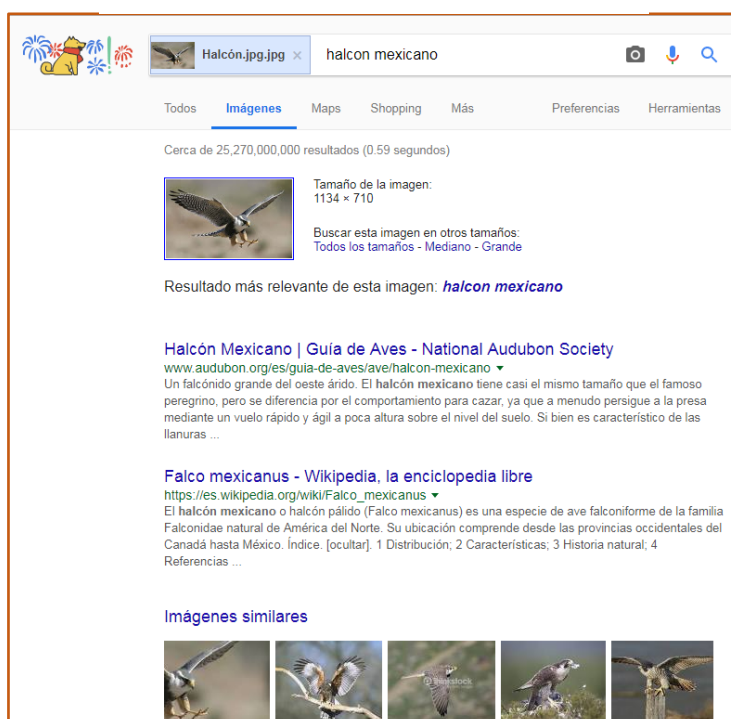 Halcón.jpg.jpg × halcon mexicano
Todos Imágenes Maps Shopping Más Preferencias Herramientas
Cerca de 25,270,000,000 resultados (0.59 segundos)
Tamaño de la imagen:
1134 × 710
Buscar esta imagen en otros tamaños:
Todos los tamaños - Mediano - Grande
Resultado más relevante de esta imagen: halcon mexicano
Halcón Mexicano | Guía de Aves - National Audubon Society
www.audubon.org/es/guia-de-aves/ave/halcon-mexicano
Un falcónido grande del oeste árido. El halcón mexicano tiene casi el mismo tamaño que el famoso
peregrino, pero se diferencia por el comportamiento para cazar, ya que a menudo persigue a la presa
mediante un vuelo rápido y ágil a poca altura sobre el nivel del suelo. Si bien es característico de las
llanuras ...
Falco mexicanus - Wikipedia, la enciclopedia libre
https://es.wikipedia.org/wiki/Falco_mexicanus
El halcón mexicano o halcón pálido (Falco mexicanus) es una especie de ave falconiforme de la familia
Falconidae natural de América del Norte. Su ubicación comprende desde las provincias occidentales del
Canadá hasta México. Índice. [ocultar]. 1 Distribución; 2 Características; 3 Historia natural; 4
Referencias ...
Imágenes similares